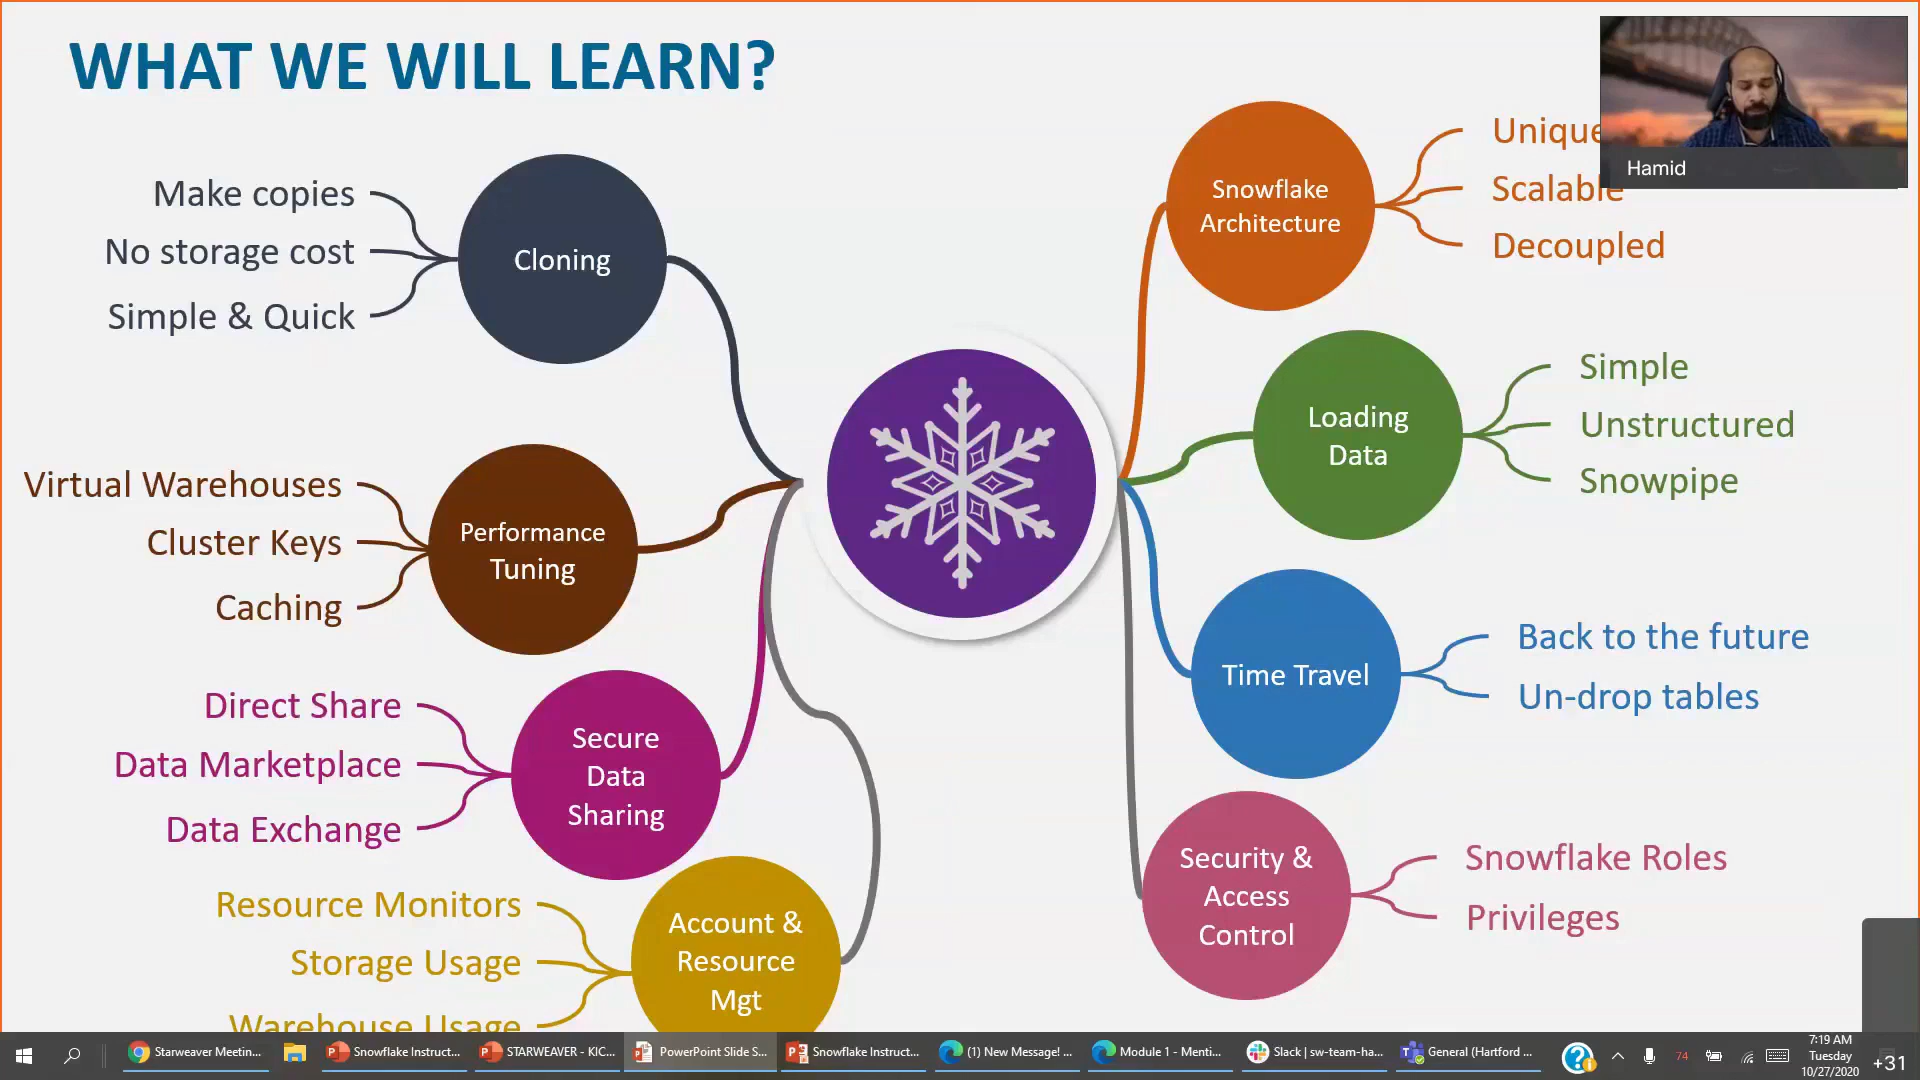 WHAT WE WILL LEARN?
Hamid
Make copies
No storage cost
Simple & Quick
Cloning
Virtual Warehouses
Cluster Keys
Caching
Performance
Tuning
Direct Share
Data Marketplace
Data Exchange
Secure
Data
Sharing
Resource Monitors
Storage Usage
Warehouse Usage
Account &
Resource
Mgt
Snowflake
Architecture
Unique
Scalable
Decoupled
Loading
Data
Simple
Unstructured
Snowpipe
Time Travel
Back to the future
Un-drop tables
Security &
Access
Control
Snowflake Roles
Privileges
Starweaver Meetin...
Snowflake Instruct...
STARWEAVER - KIC...
PowerPoint Slide S...
Snowflake Instruct...
(1) New Message! ...
Module 1 - Menti...
Slack | sw-team-ha...
General (Hartford ...
74
7:19 AM
Tuesday
10/27/2020
+31